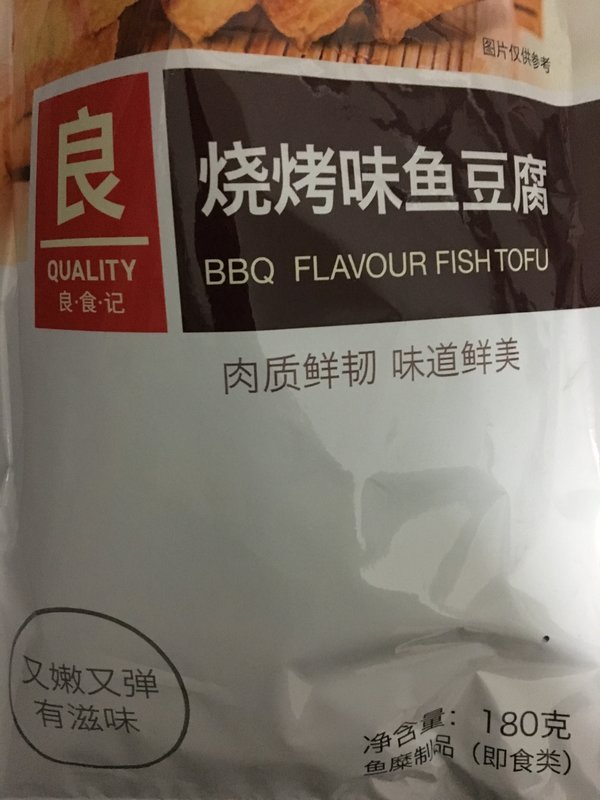 图片仅供参考
良
QUALITY
良·食·记
烧烤味鱼豆腐
BBQ FLAVOUR FISH TOFU
肉质鲜韧 味道鲜美
又嫩又弹
有滋味
净含量：180克
鱼糜制品（即食类）